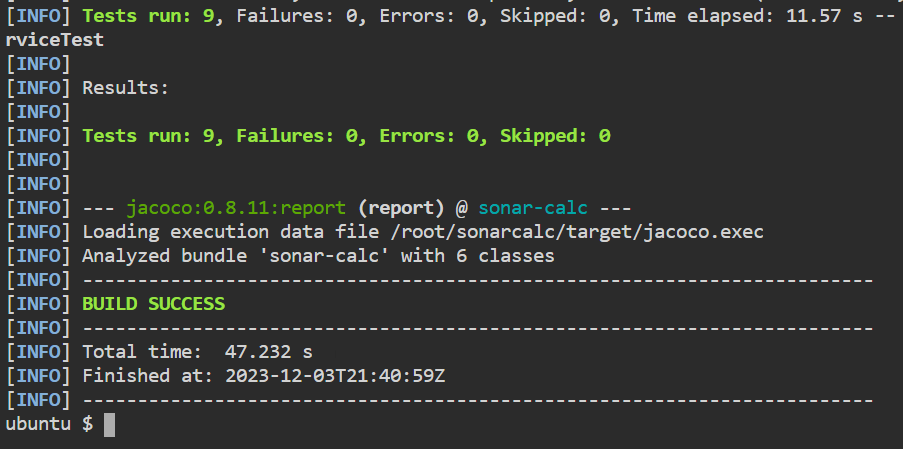 [INFO] Tests run: 9, Failures: 0, Errors: 0, Skipped: 0, Time elapsed: 11.57 s --
rviceTest
[INFO]
[INFO] Results:
[INFO]
[INFO] Tests run: 9, Failures: 0, Errors: 0, Skipped: 0
[INFO]
[INFO]
[INFO] --- jacoco:0.8.11:report (report) @ sonar-calc ---
[INFO] Loading execution data file /root/sonarcalc/target/jacoco.exec
[INFO] Analyzed bundle 'sonar-calc' with 6 classes
[INFO] ------------------------------------------------------------------------
[INFO] BUILD SUCCESS
[INFO] ------------------------------------------------------------------------
[INFO] Total time:  47.232 s
[INFO] Finished at: 2023-12-03T21:40:59Z
[INFO] ------------------------------------------------------------------------
ubuntu $